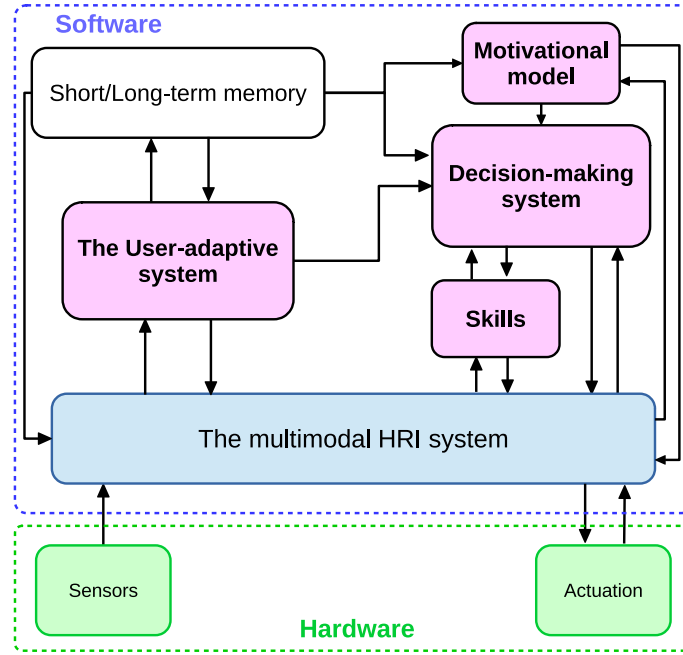 Software
Motivational
model
Short/Long-term memory
Decision-making
system
The User-adaptive
system
Skills
The multimodal HRI system
Sensors
Actuation
Hardware